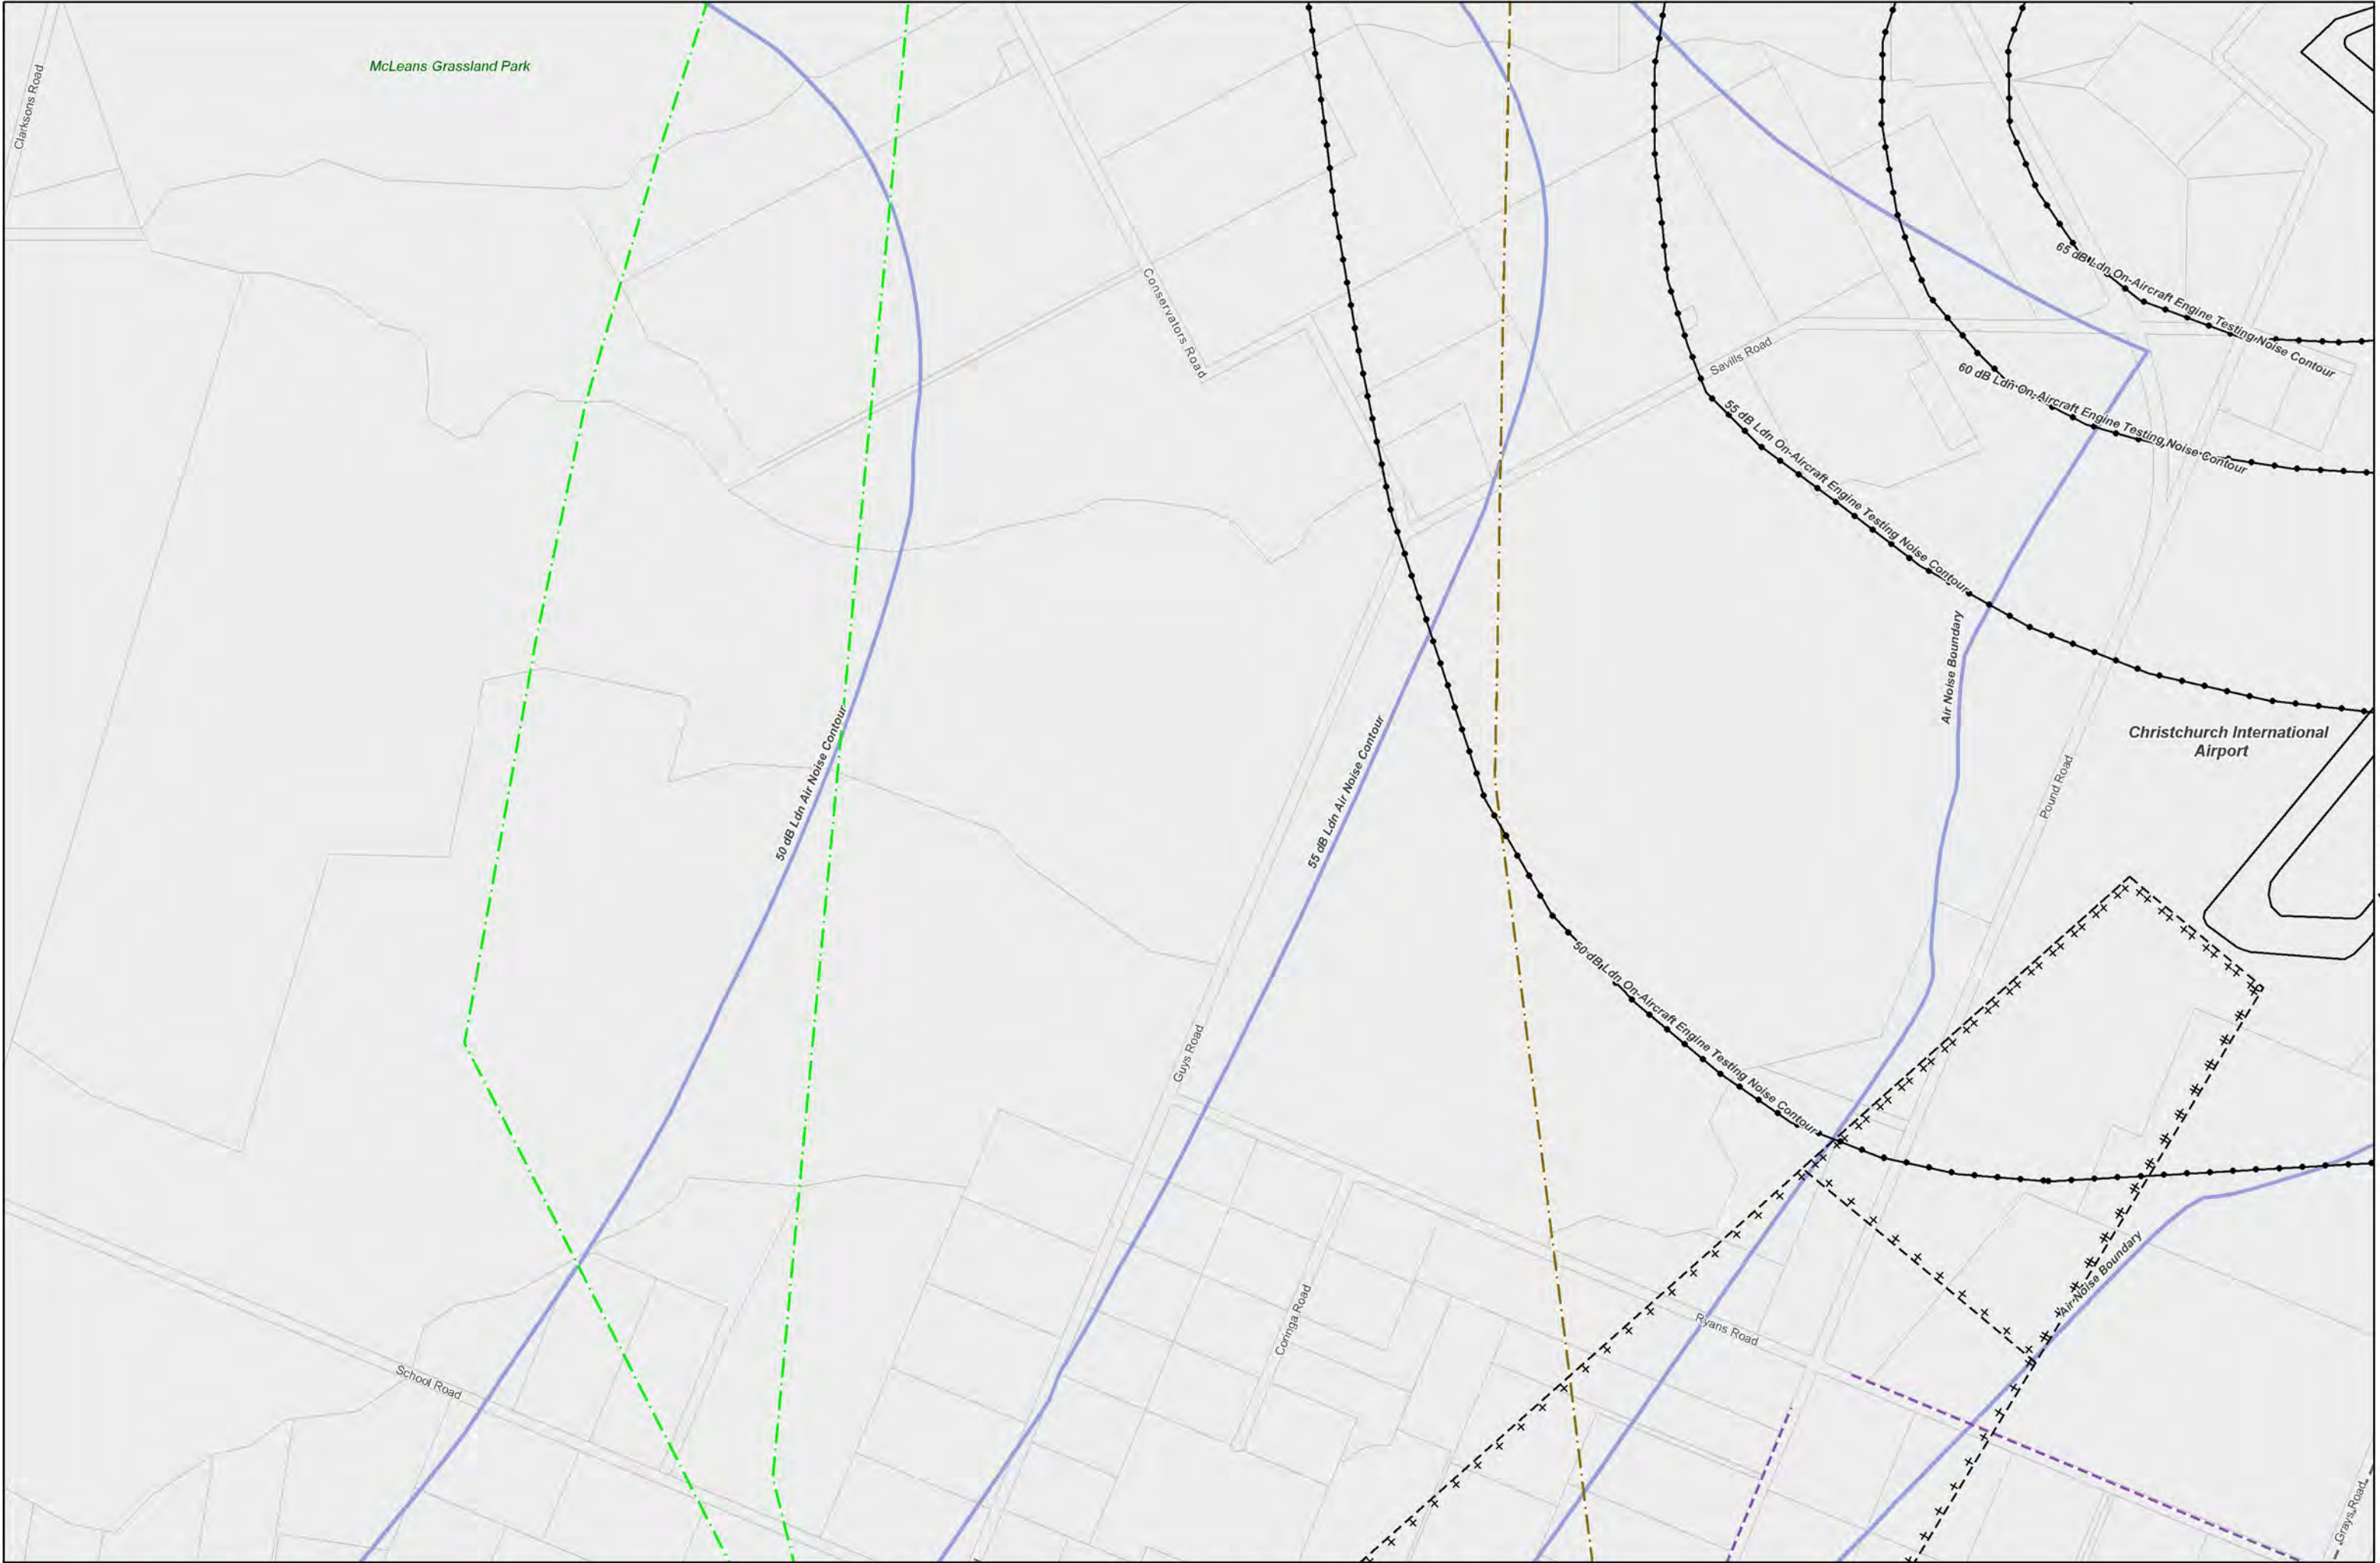 McLeans Grassland Park
Clarksons Road
Conservators Road
65 dB Ldn On-Aircraft Engine Testing Noise Contour
Savills Road
60 dB Ldn On-Aircraft Engine Testing Noise Contour
55 dB Ldn On-Aircraft Engine Testing Noise Contour
Air Noise Boundary
50 dB Ldn Air Noise Contour
55 dB Ldn Air Noise Contour
Christchurch International
Airport
Pound Road
50 dB Ldn On-Aircraft Engine Testing Noise Contour
Guys Road
Air Noise Boundary
Coringa Road
Ryans Road
School Road
Grays Road